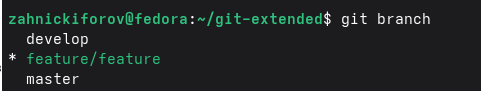 zahnickiforov@fedora:~/git-extended$ git branch
develop
* feature/feature
master